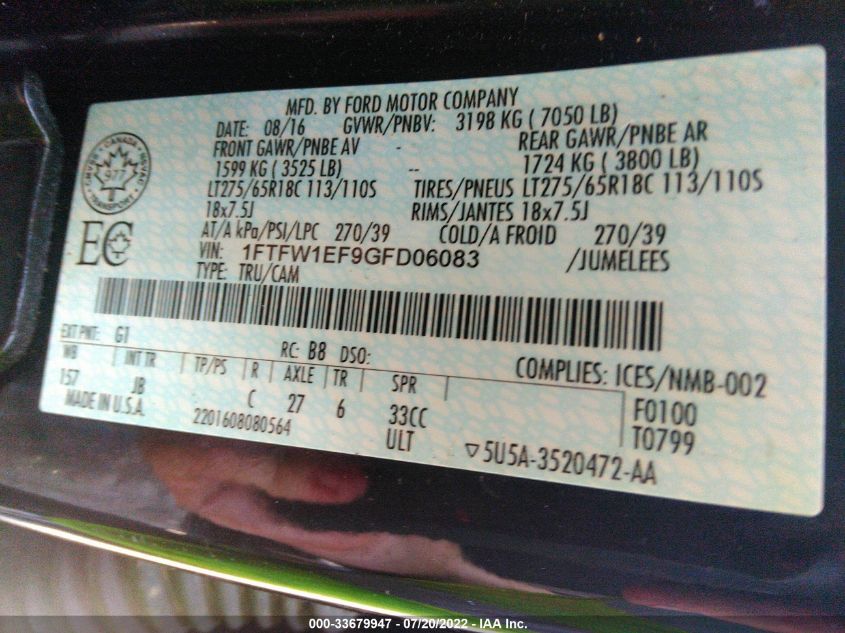 MFD. BY FORD MOTOR COMPANY
DATE: 08/16 GVWR/PNBV: 3198 KG ( 7050 LB)
FRONT GAWR/PNBE AV - REAR GAWR/PNBE AR
1599 KG ( 3525 LB) -- 1724 KG ( 3800 LB)
LT275/65R18C 113/110S TIRES/PNEUS LT275/65R18C 113/110S
18x7.5J RIMS/JANTES 18x7.5J
AT/A kPa/PSI/LPC 270/39 COLD/A FROID 270/39
VIN: 1FTFW1EF9GFD06083 /JUMELEES
TYPE: TRU/CAM
CANADA
977
TRANSPORT
EC
EXT PNT: G1 RC: B8 DSO: COMPLIES: ICES/NMB-002
WB INT TR TP/PS R AXLE TR SPR F0100
157 JB C 27 6 33CC T0799
MADE IN U.S.A. 2201608080564 ULT ▽5U5A-3520472-AA
000-33679947 - 07/20/2022 - IAA Inc.